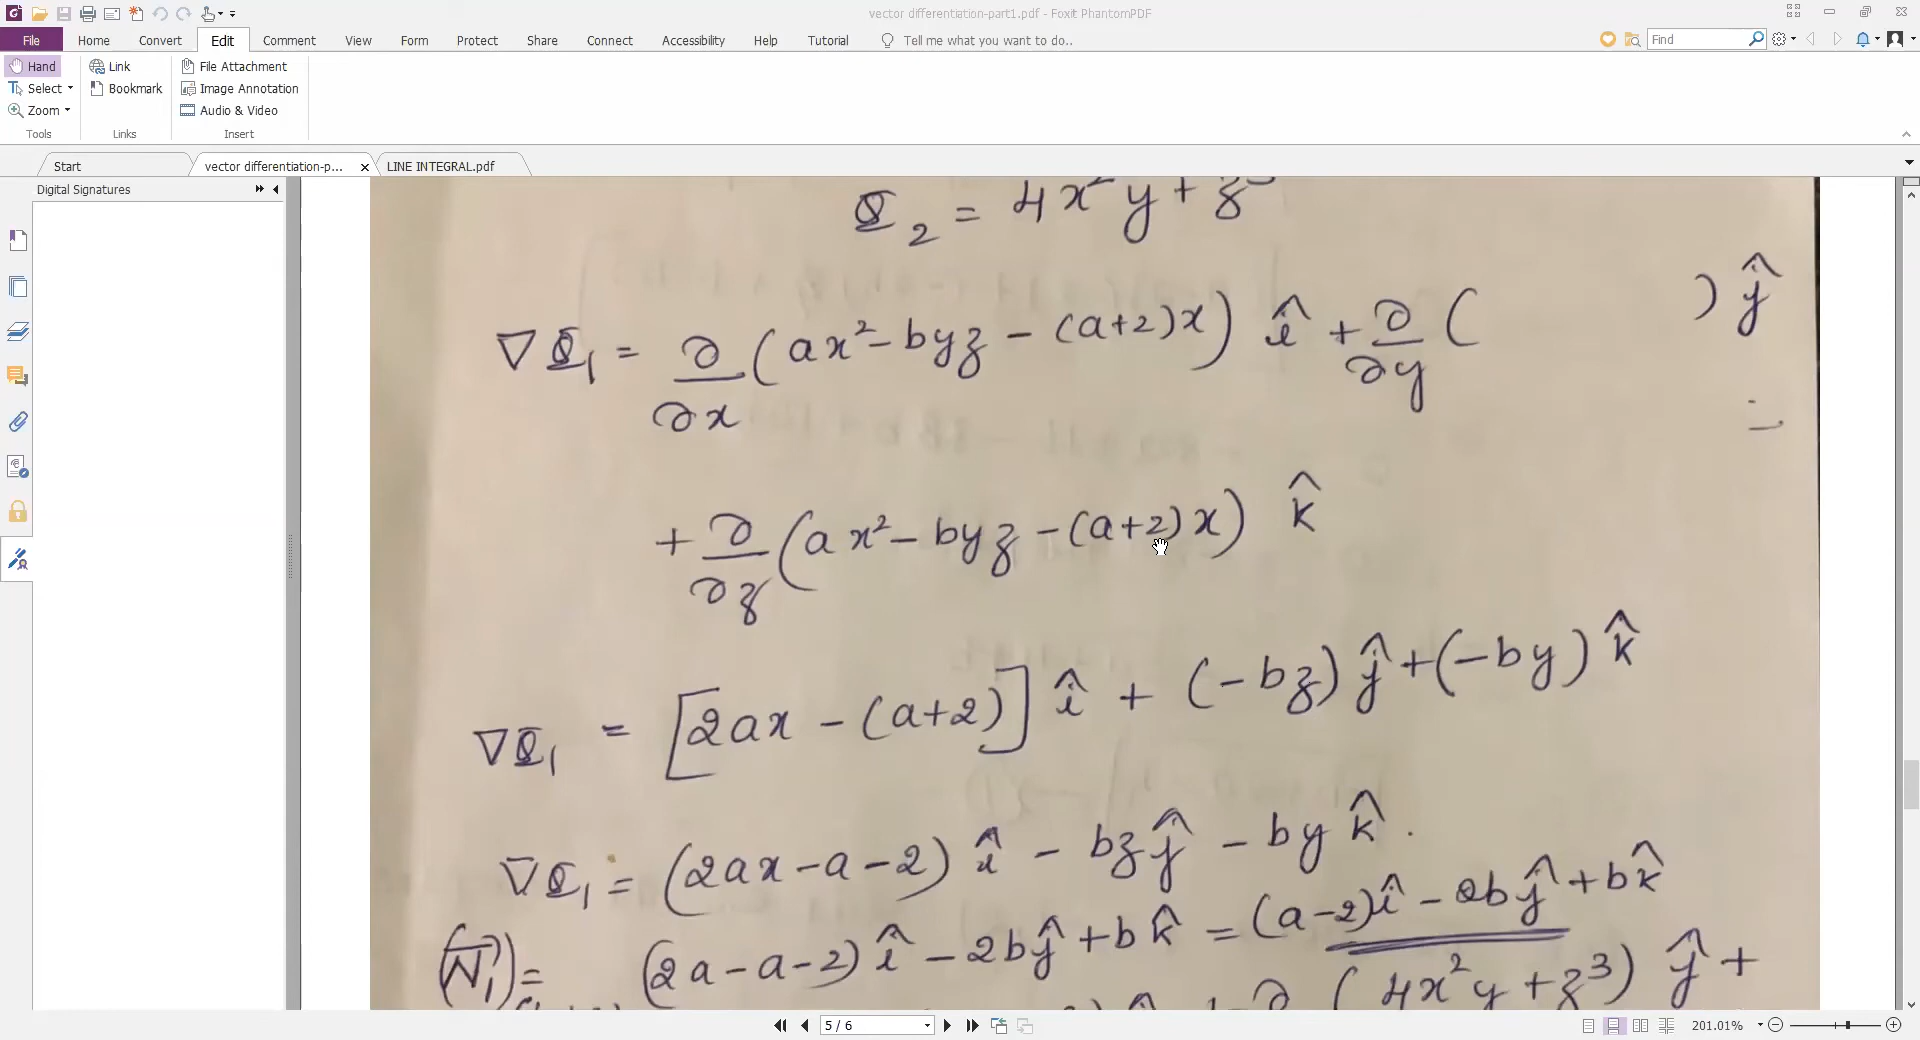 vector differentiation-part1.pdf - Foxit PhantomPDF
File Home Convert Edit Comment View Form Protect Share Connect Accessibility Help Tutorial Tell me what you want to do.. Find
Hand Link File Attachment
Select Bookmark Image Annotation
Zoom Audio & Video
Tools Links Insert
Start vector differentiation-p... LINE INTEGRAL.pdf
Digital Signatures
Φ₂ = 4x²y + z³
∇Φ₁ = ∂/∂x (ax² - byz - (a+2)x) î + ∂/∂y ( ) ĵ
+ ∂/∂z (ax² - byz - (a+2)x) k̂
∇Φ₁ = [2ax - (a+2)] î + (-bz) ĵ + (-by) k̂
∇Φ₁ = (2ax - a - 2) î - bz ĵ - by k̂.
(N₁) = (2a - a - 2) î - 2b ĵ + b k̂ = (a-2) î - 2b ĵ + b k̂
(4x²y + z³) ĵ +
5 / 6 201.01%